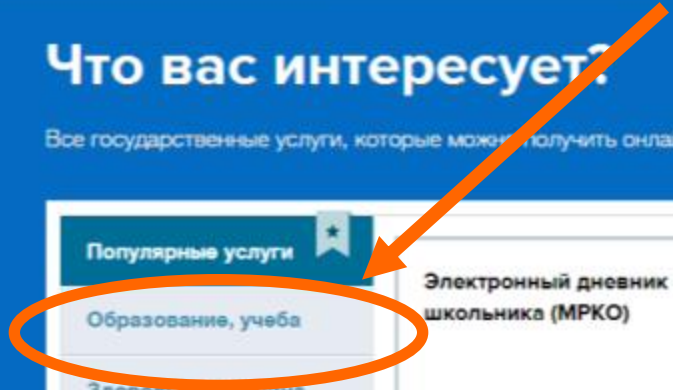 Что вас интересует?
Все государственные услуги, которые можно получить онла
Популярные услуги
Электронный дневник
школьника (МРКО)
Образование, учеба